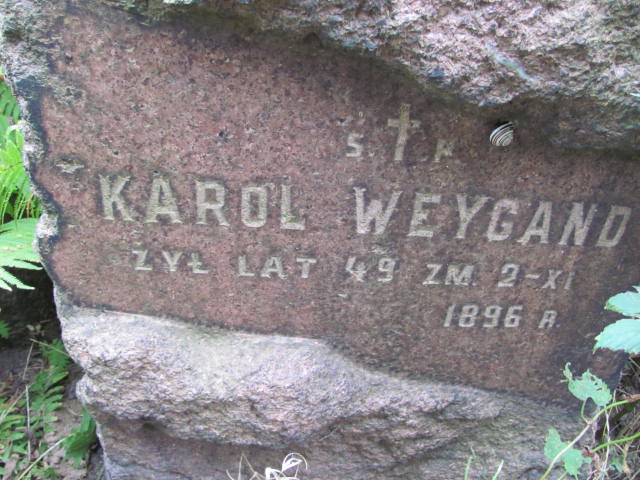 Ś. † P.
KAROL WEYGAND
ŻYŁ LAT 49 ZM. 2-XI
1896 R.